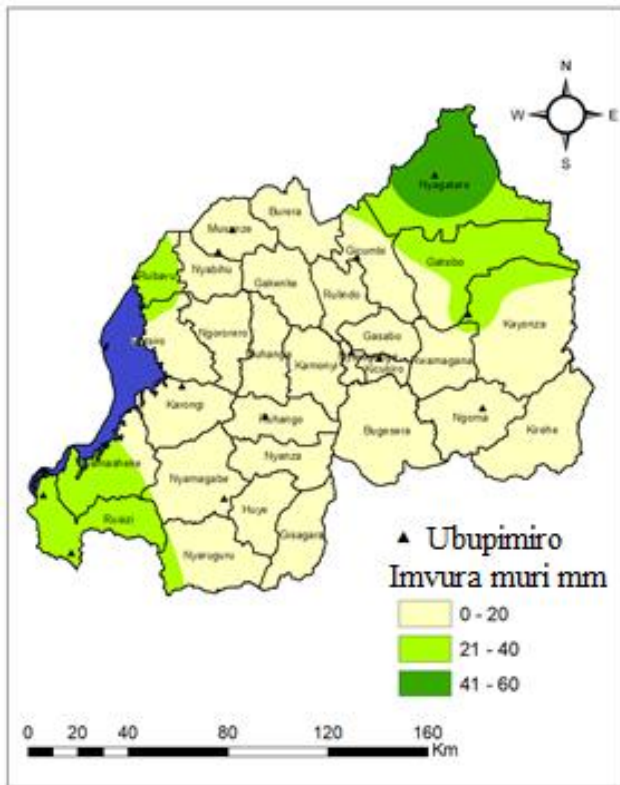 N
W E
S
Nyagatare
Burera
Musanze
Gicumbi
Rubavu
Nyabihu
Gatsibo
Gakenke
Rulindo
Kayonza
Ngororero
Gasabo
Muhanga
Kamonyi
Rwamagana
Karongi
Ruhango
Ngoma
Kirehe
Bugesera
Nyanza
Nyamagabe
Huye
Rusizi
Gisagara
Nyaruguru
Ubupimiro
Imvura muri mm
0 - 20
21 - 40
41 - 60
0 20 40 80 120 160
Km